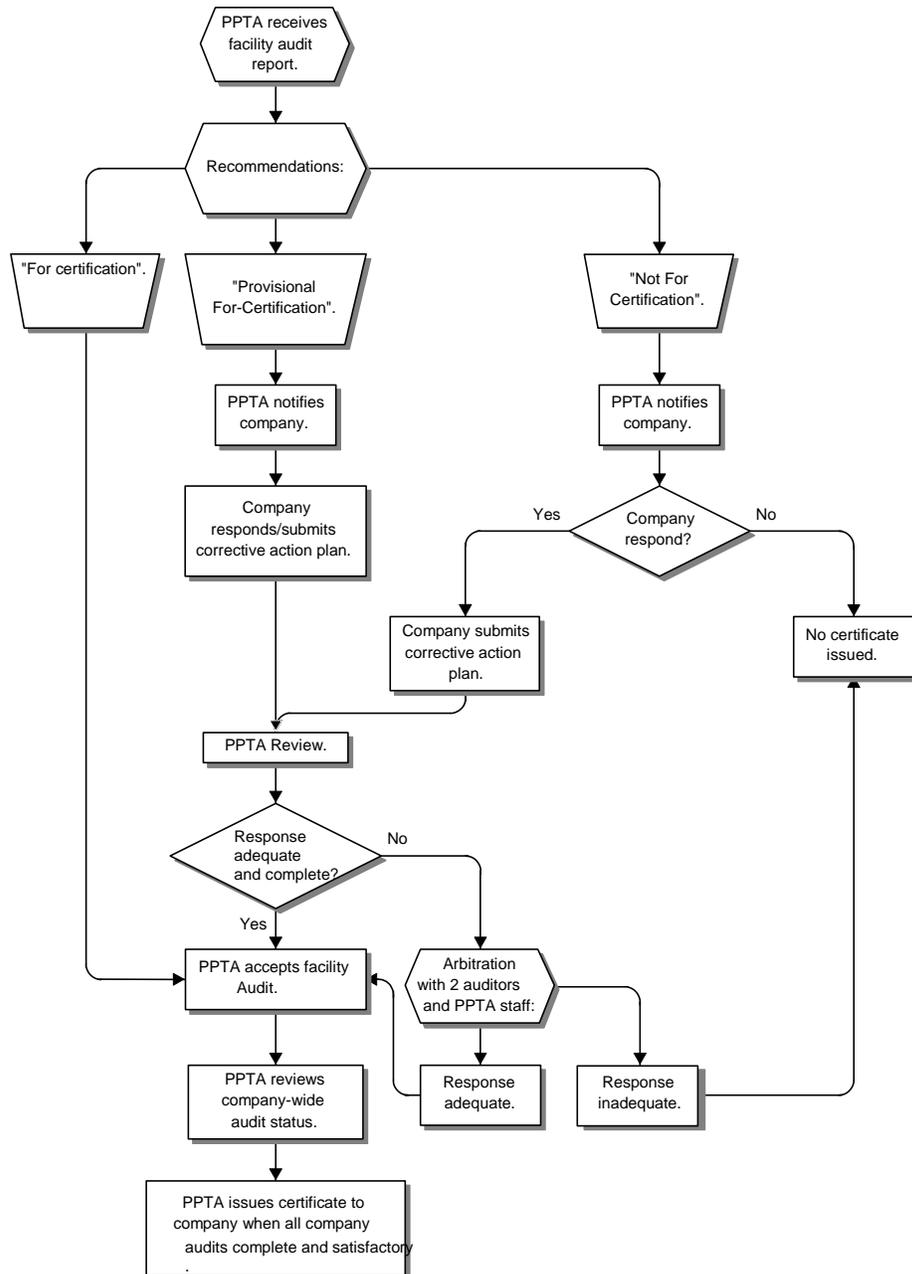 PPTA receives
facility audit
report.
Recommendations:
"For certification".
"Provisional
For-Certification".
"Not For
Certification".
PPTA notifies
company.
PPTA notifies
company.
Company
responds/submits
corrective action plan.
Yes
Company
respond?
No
Company submits
corrective action
plan.
No certificate
issued.
PPTA Review.
Response
adequate
and complete?
No
Yes
PPTA accepts facility
Audit.
Arbitration
with 2 auditors
and PPTA staff:
PPTA reviews
company-wide
audit status.
Response
adequate.
Response
inadequate.
PPTA issues certificate to
company when all company
audits complete and satisfactory
.